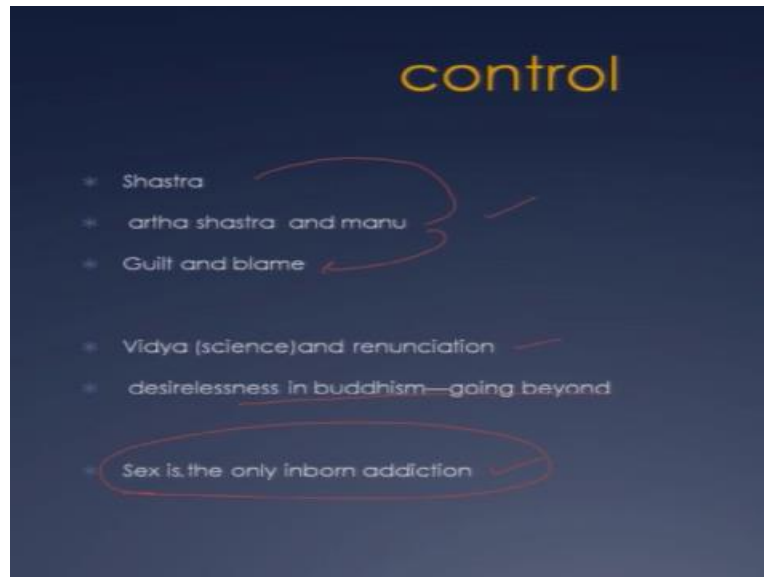 control
Shastra
artha shastra and manu
Guilt and blame
Vidya (science)and renunciation
desirelessness in buddhism—going beyond
Sex is.the only inborn addiction